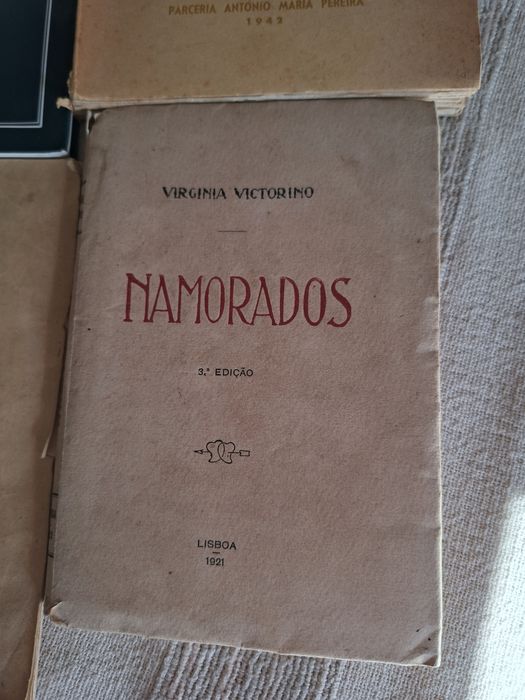 PARCERIA ANTÓNIO MARIA PEREIRA
1942
VIRGINIA VICTORINO
NAMORADOS
3.ª EDIÇÃO
LISBOA
1921